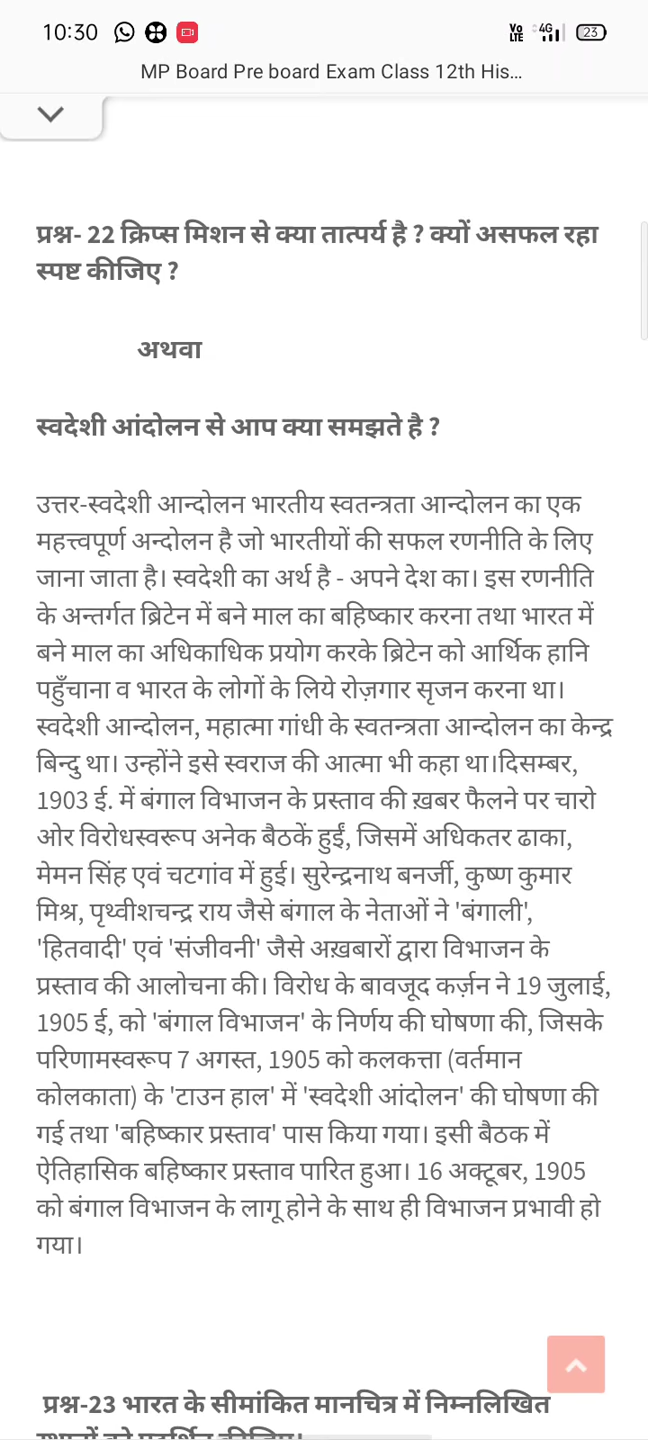 10:30
Vo LTE 4G 23
MP Board Pre board Exam Class 12th His...
प्रश्न- 22 क्रिप्स मिशन से क्या तात्पर्य है ? क्यों असफल रहा
स्पष्ट कीजिए ?
अथवा
स्वदेशी आंदोलन से आप क्या समझते है ?
उत्तर-स्वदेशी आन्दोलन भारतीय स्वतन्त्रता आन्दोलन का एक
महत्त्वपूर्ण अन्दोलन है जो भारतीयों की सफल रणनीति के लिए
जाना जाता है। स्वदेशी का अर्थ है - अपने देश का। इस रणनीति
के अन्तर्गत ब्रिटेन में बने माल का बहिष्कार करना तथा भारत में
बने माल का अधिकाधिक प्रयोग करके ब्रिटेन को आर्थिक हानि
पहुँचाना व भारत के लोगों के लिये रोज़गार सृजन करना था।
स्वदेशी आन्दोलन, महात्मा गांधी के स्वतन्त्रता आन्दोलन का केन्द्र
बिन्दु था। उन्होंने इसे स्वराज की आत्मा भी कहा था।दिसम्बर,
1903 ई. में बंगाल विभाजन के प्रस्ताव की ख़बर फैलने पर चारो
ओर विरोधस्वरूप अनेक बैठकें हुईं, जिसमें अधिकतर ढाका,
मेमन सिंह एवं चटगांव में हुई। सुरेन्द्रनाथ बनर्जी, कुष्ण कुमार
मिश्र, पृथ्वीशचन्द्र राय जैसे बंगाल के नेताओं ने 'बंगाली',
'हितवादी' एवं 'संजीवनी' जैसे अख़बारों द्वारा विभाजन के
प्रस्ताव की आलोचना की। विरोध के बावजूद कर्ज़न ने 19 जुलाई,
1905 ई, को 'बंगाल विभाजन' के निर्णय की घोषणा की, जिसके
परिणामस्वरूप 7 अगस्त, 1905 को कलकत्ता (वर्तमान
कोलकाता) के 'टाउन हाल' में 'स्वदेशी आंदोलन' की घोषणा की
गई तथा 'बहिष्कार प्रस्ताव' पास किया गया। इसी बैठक में
ऐतिहासिक बहिष्कार प्रस्ताव पारित हुआ। 16 अक्टूबर, 1905
को बंगाल विभाजन के लागू होने के साथ ही विभाजन प्रभावी हो
गया।
प्रश्न-23 भारत के सीमांकित मानचित्र में निम्नलिखित